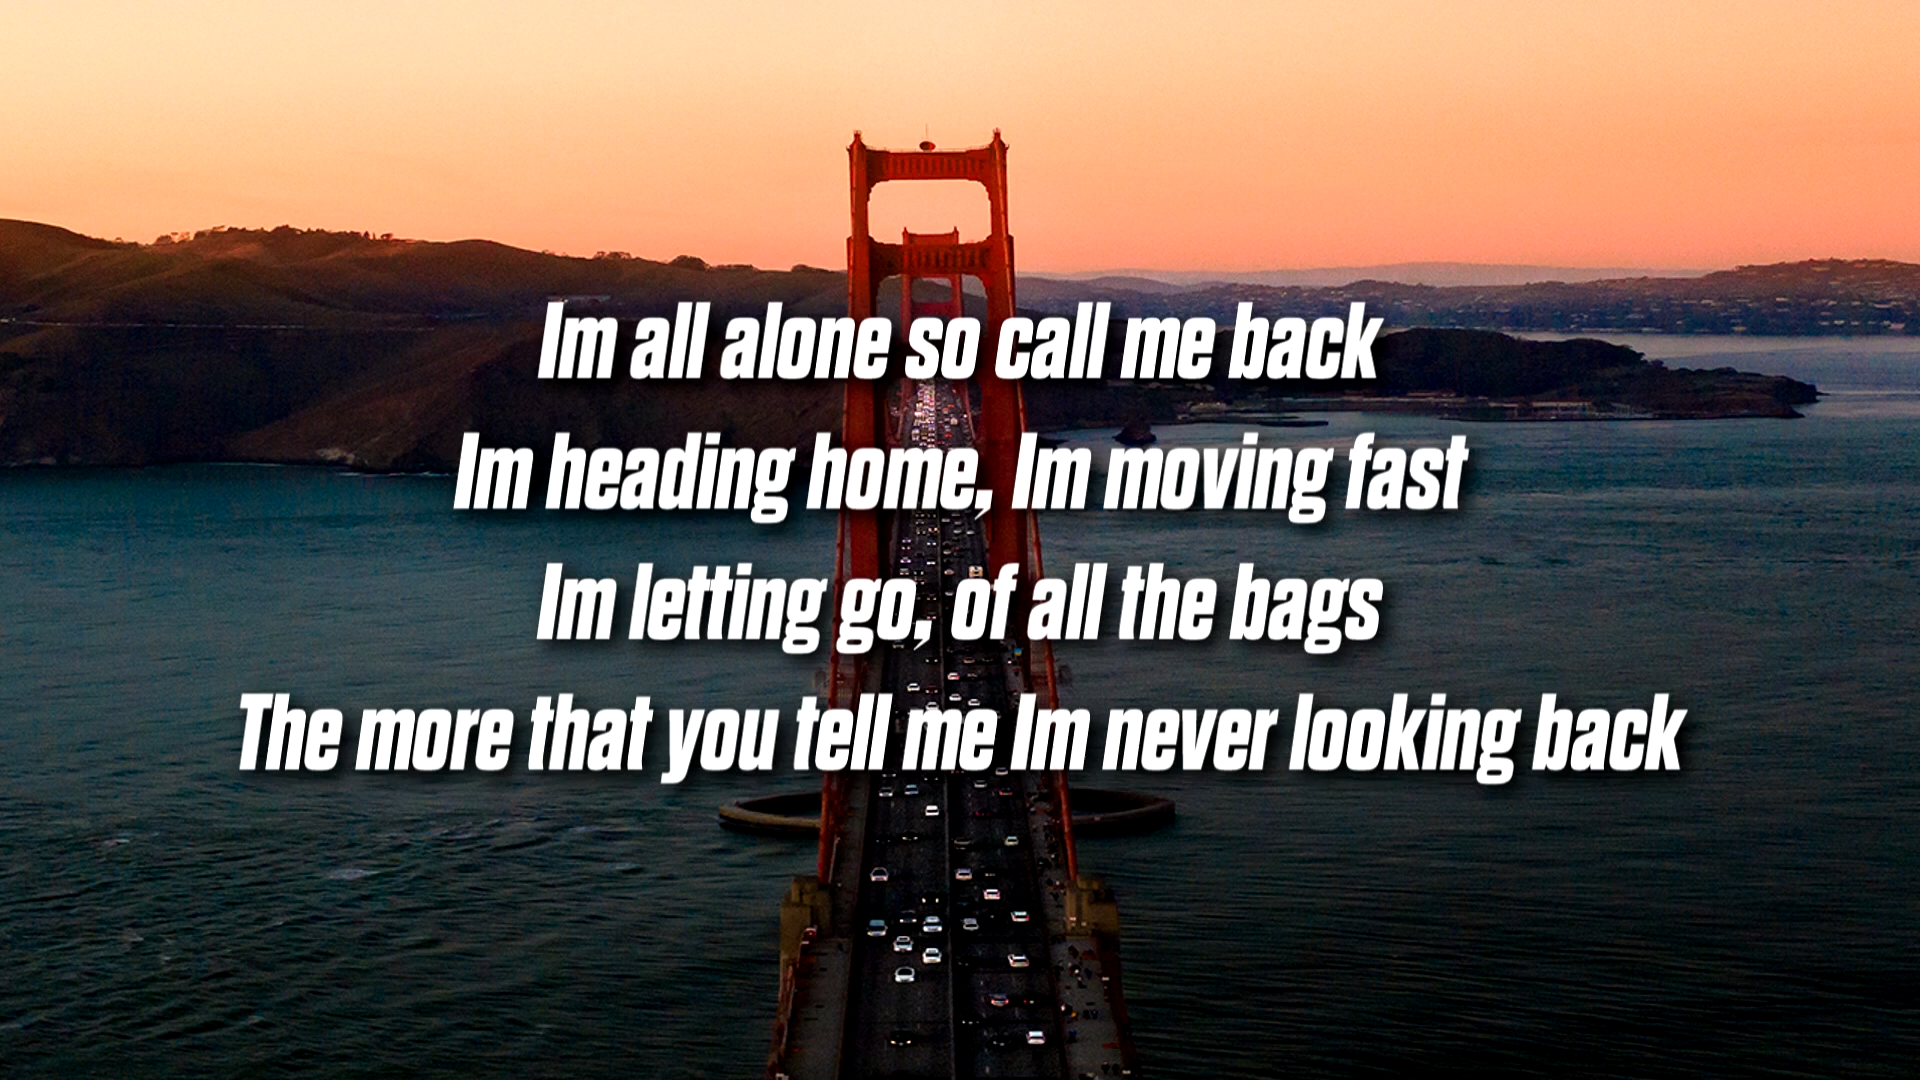 Im all alone so call me back
Im heading home, Im moving fast
Im letting go, of all the bags
The more that you tell me Im never looking back